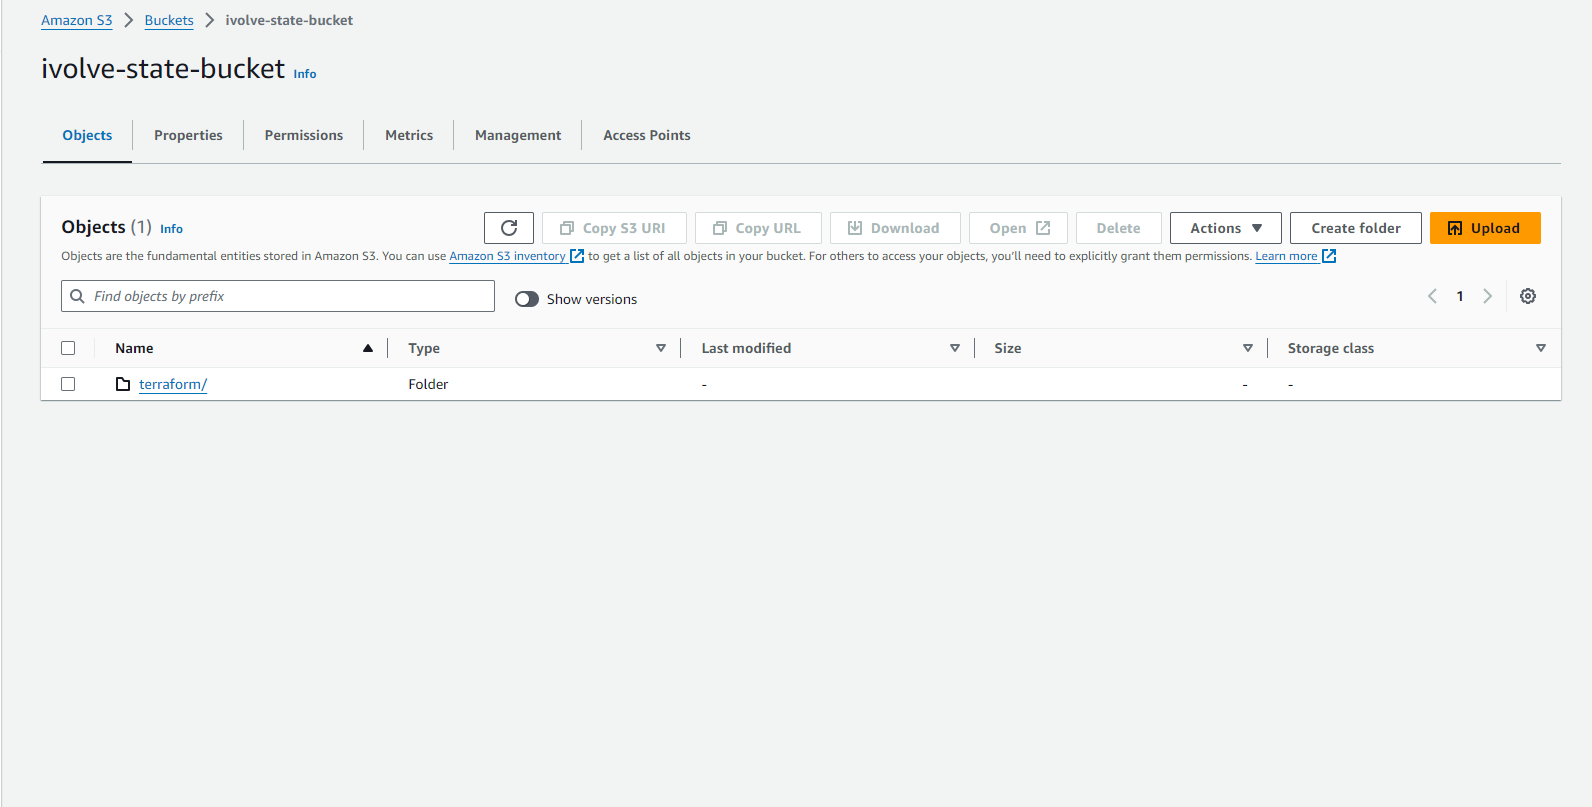 Amazon S3 > Buckets > ivolve-state-bucket
ivolve-state-bucket Info
Objects Properties Permissions Metrics Management Access Points
Objects (1) Info Copy S3 URI Copy URL Download Open Delete Actions Create folder Upload
Objects are the fundamental entities stored in Amazon S3. You can use Amazon S3 inventory to get a list of all objects in your bucket. For others to access your objects, you'll need to explicitly grant them permissions. Learn more
Find objects by prefix Show versions 1
Name Type Last modified Size Storage class
terraform/ Folder - - -